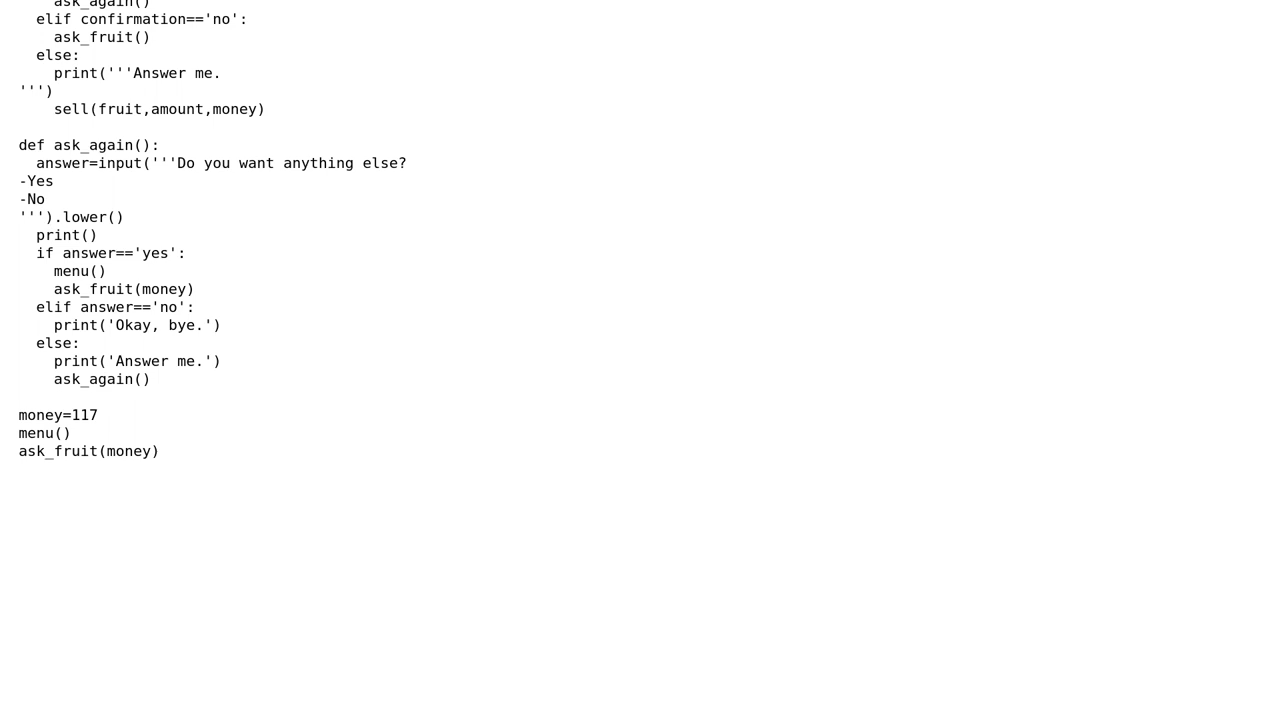 ask_again()
  elif confirmation=='no':
    ask_fruit()
  else:
    print('''Answer me.
''')
    sell(fruit,amount,money)

def ask_again():
  answer=input('''Do you want anything else?
-Yes
-No
''').lower()
  print()
  if answer=='yes':
    menu()
    ask_fruit(money)
  elif answer=='no':
    print('Okay, bye.')
  else:
    print('Answer me.')
    ask_again()

money=117
menu()
ask_fruit(money)